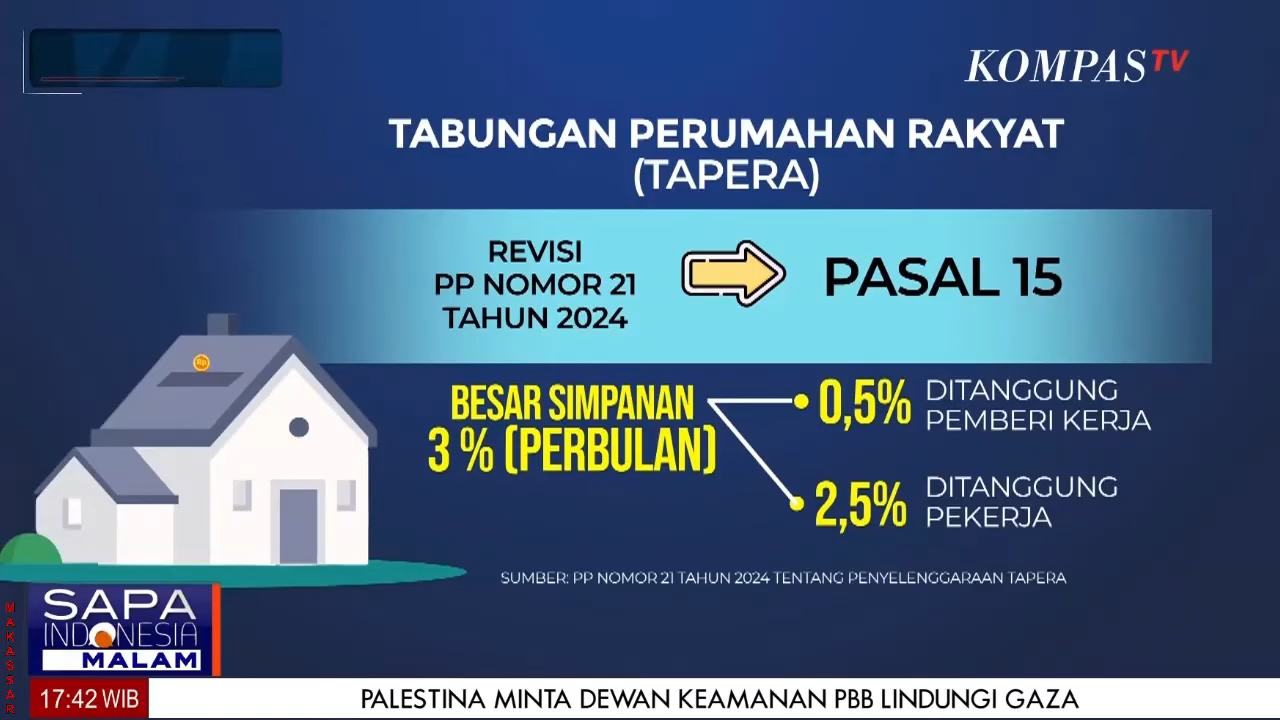 KOMPASTV
TABUNGAN PERUMAHAN RAKYAT
(TAPERA)
REVISI
PP NOMOR 21
TAHUN 2024
PASAL 15
Rp
BESAR SIMPANAN
3 % (PERBULAN)
0,5% DITANGGUNG
PEMBERI KERJA
2,5% DITANGGUNG
PEKERJA
SUMBER: PP NOMOR 21 TAHUN 2024 TENTANG PENYELENGGARAAN TAPERA
MAKASSAR
SAPA
INDONESIA
MALAM
17:42 WIB
PALESTINA MINTA DEWAN KEAMANAN PBB LINDUNGI GAZA